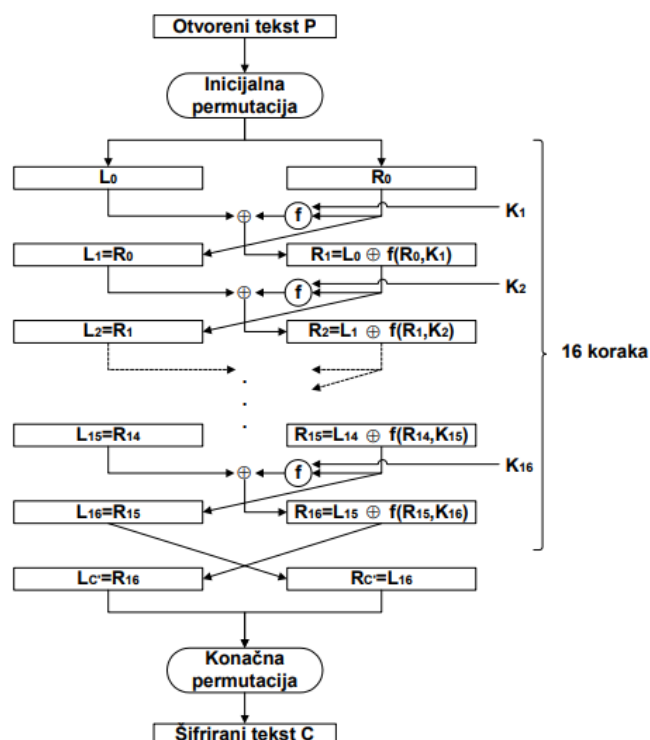 Otvoreni tekst P
Inicijalna
permutacija
L0 R0
⊕ f K1
L1=R0 R1=L0 ⊕ f(R0,K1)
⊕ f K2
L2=R1 R2=L1 ⊕ f(R1,K2)
16 koraka
L15=R14 R15=L14 ⊕ f(R14,K15)
⊕ f K16
L16=R15 R16=L15 ⊕ f(R15,K16)
LC'=R16 RC'=L16
Konačna
permutacija
Šifrirani tekst C